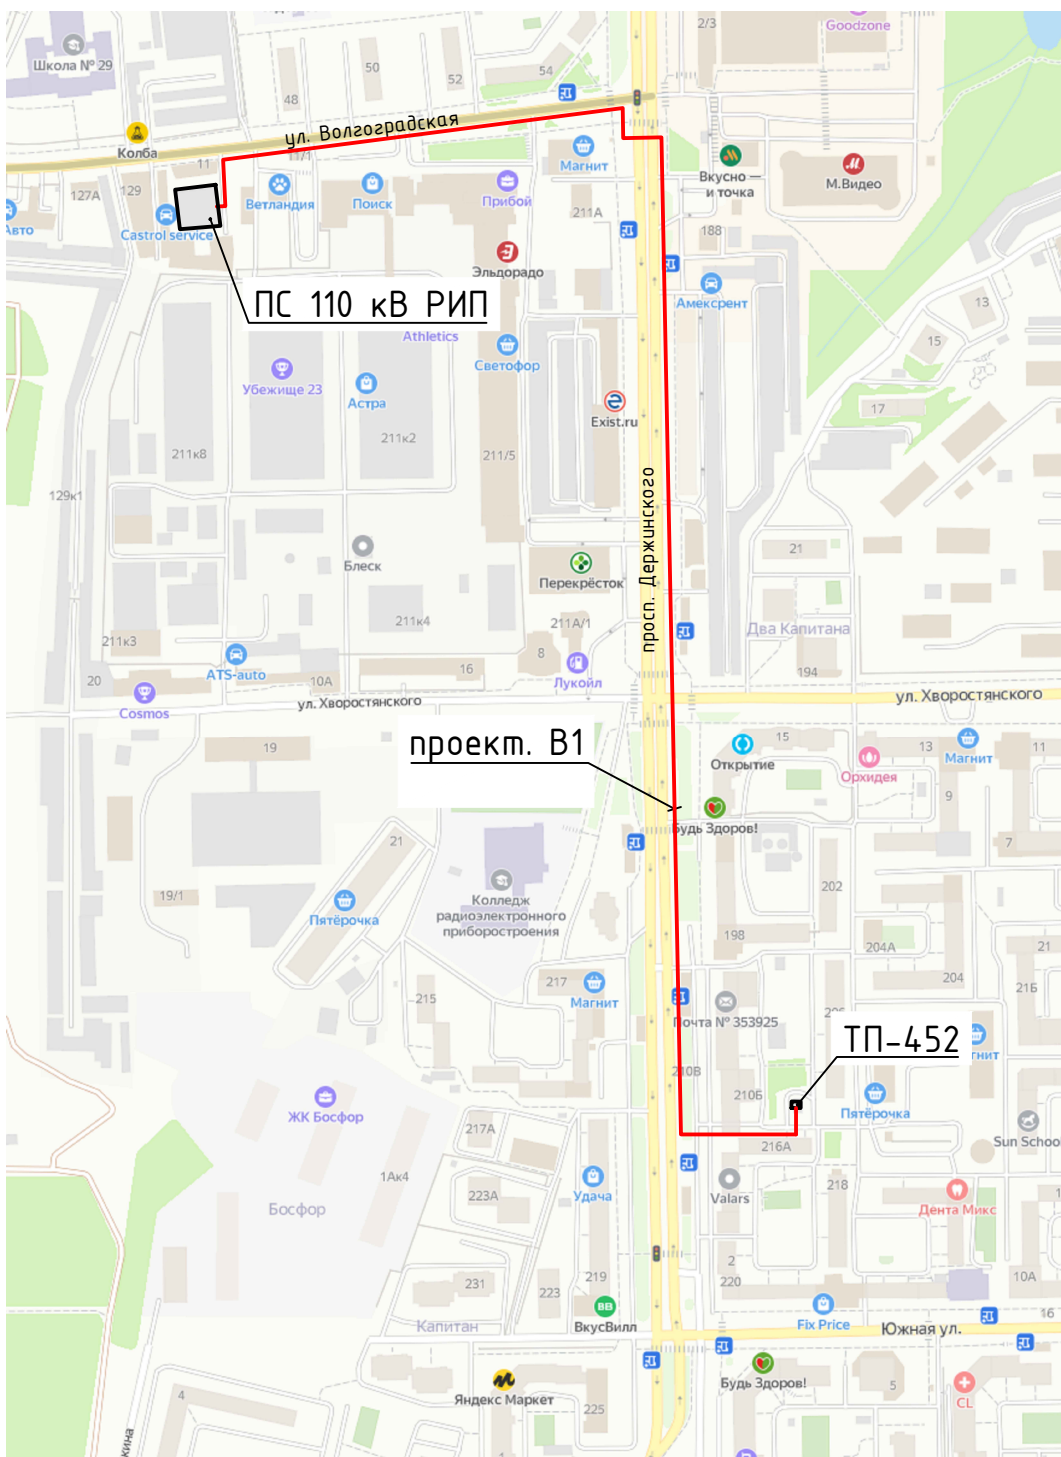 2/3
Goodzone
Школа № 29
50
52
54
48
ул. Волгоградская
Колба
11
127А
129
Авто
Castrol service
Ветландия
Поиск
Прибой
Магнит
211А
Вкусно —
и точка
М.Видео
188
Эльдорадо
ПС 110 кВ РИП
Athletics
Амексрент
13
15
17
Светофор
Убежище 23
Астра
Exist.ru
211к8
211к2
211/5
129к1
просп. Держинского
Блеск
Перекрёсток
21
211к3
211к4
211А/1
Два Капитана
8
16
ATS-auto
10А
20
Лукойл
194
Cosmos
ул. Хворостянского
ул. Хворостянского
проект. В1
19
15
13
11
Открытие
Орхидея
Магнит
9
Будь Здоров!
21
7
19/1
Пятёрочка
Колледж
радиоэлектронного
приборостроения
202
198
204А
21
217
Магнит
204
21Б
215
Почта № 353925
ТП-452
гнит
210В
210Б
Пятёрочка
ЖК Босфор
217А
216А
Sun Schoo
1Ак4
223А
Удача
Valars
218
Дента Микс
Босфор
2
220
10А
231
223
219
16
Капитан
ВкусВилл
Fix Price
Южная ул.
Яндекс Маркет
Будь Здоров!
5
CL
4
225
кина